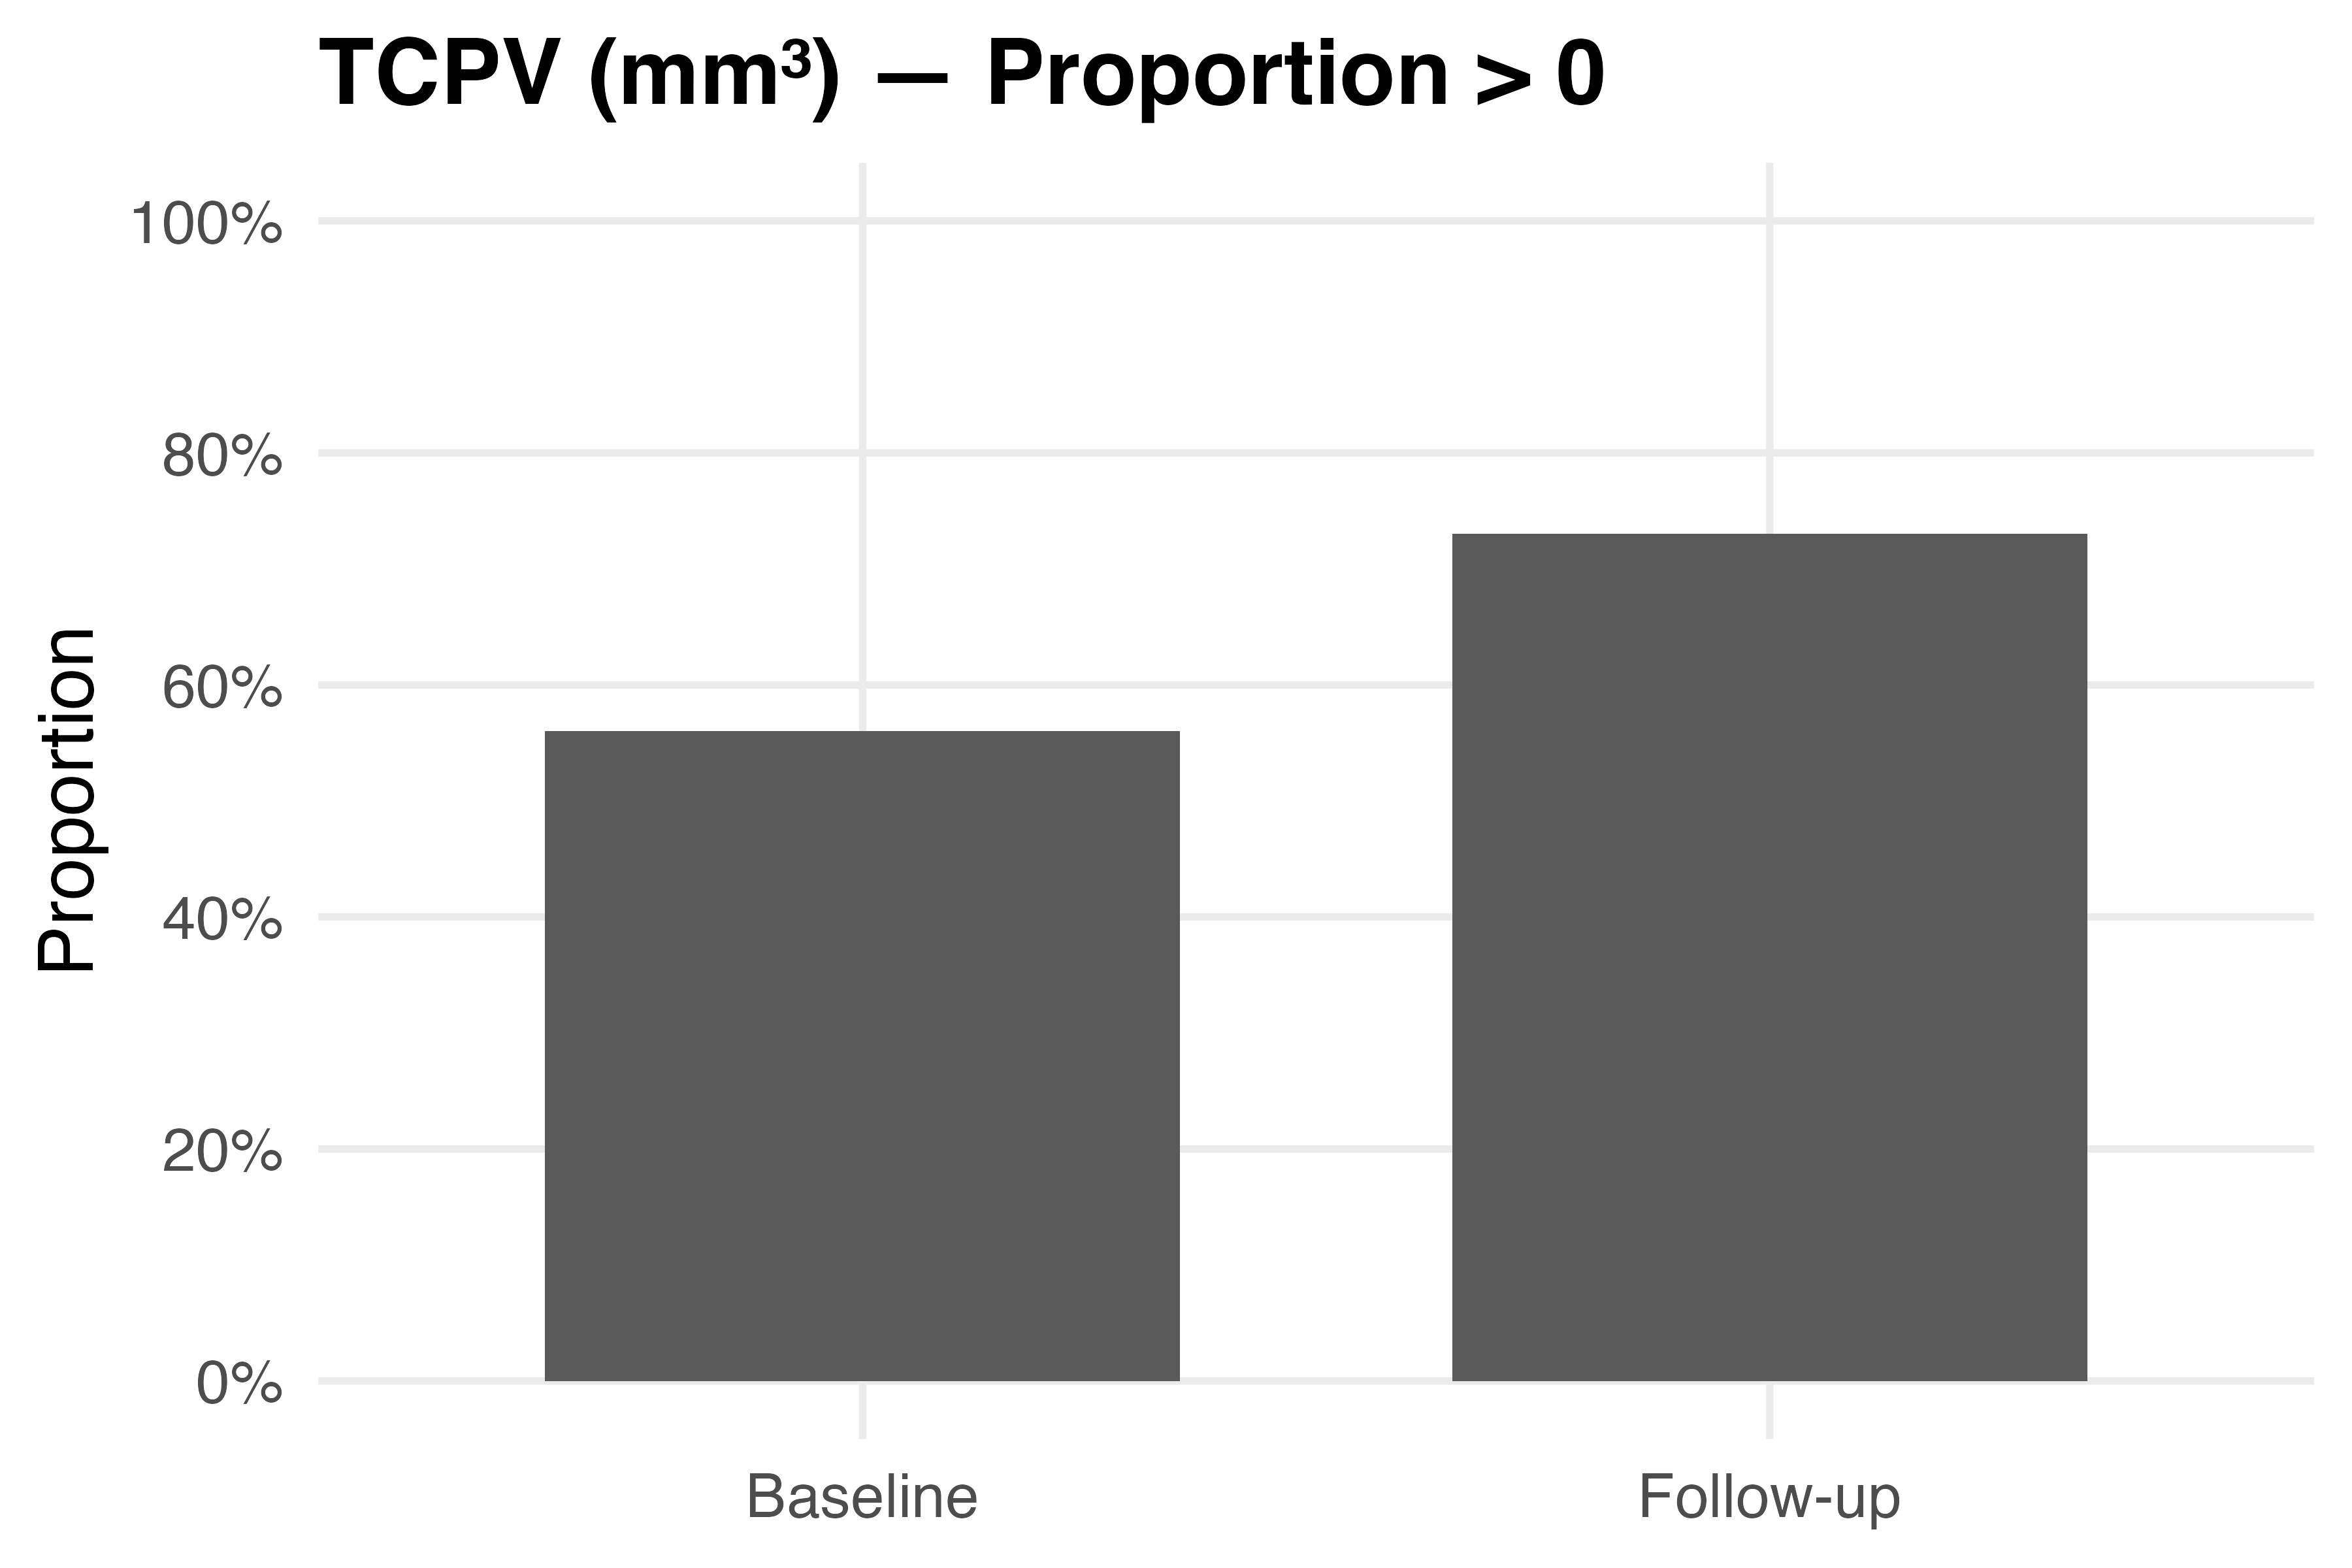 TCPV (mm³) — Proportion > 0
100%
80%
60%
40%
20%
0%
Proportion
Baseline
Follow-up